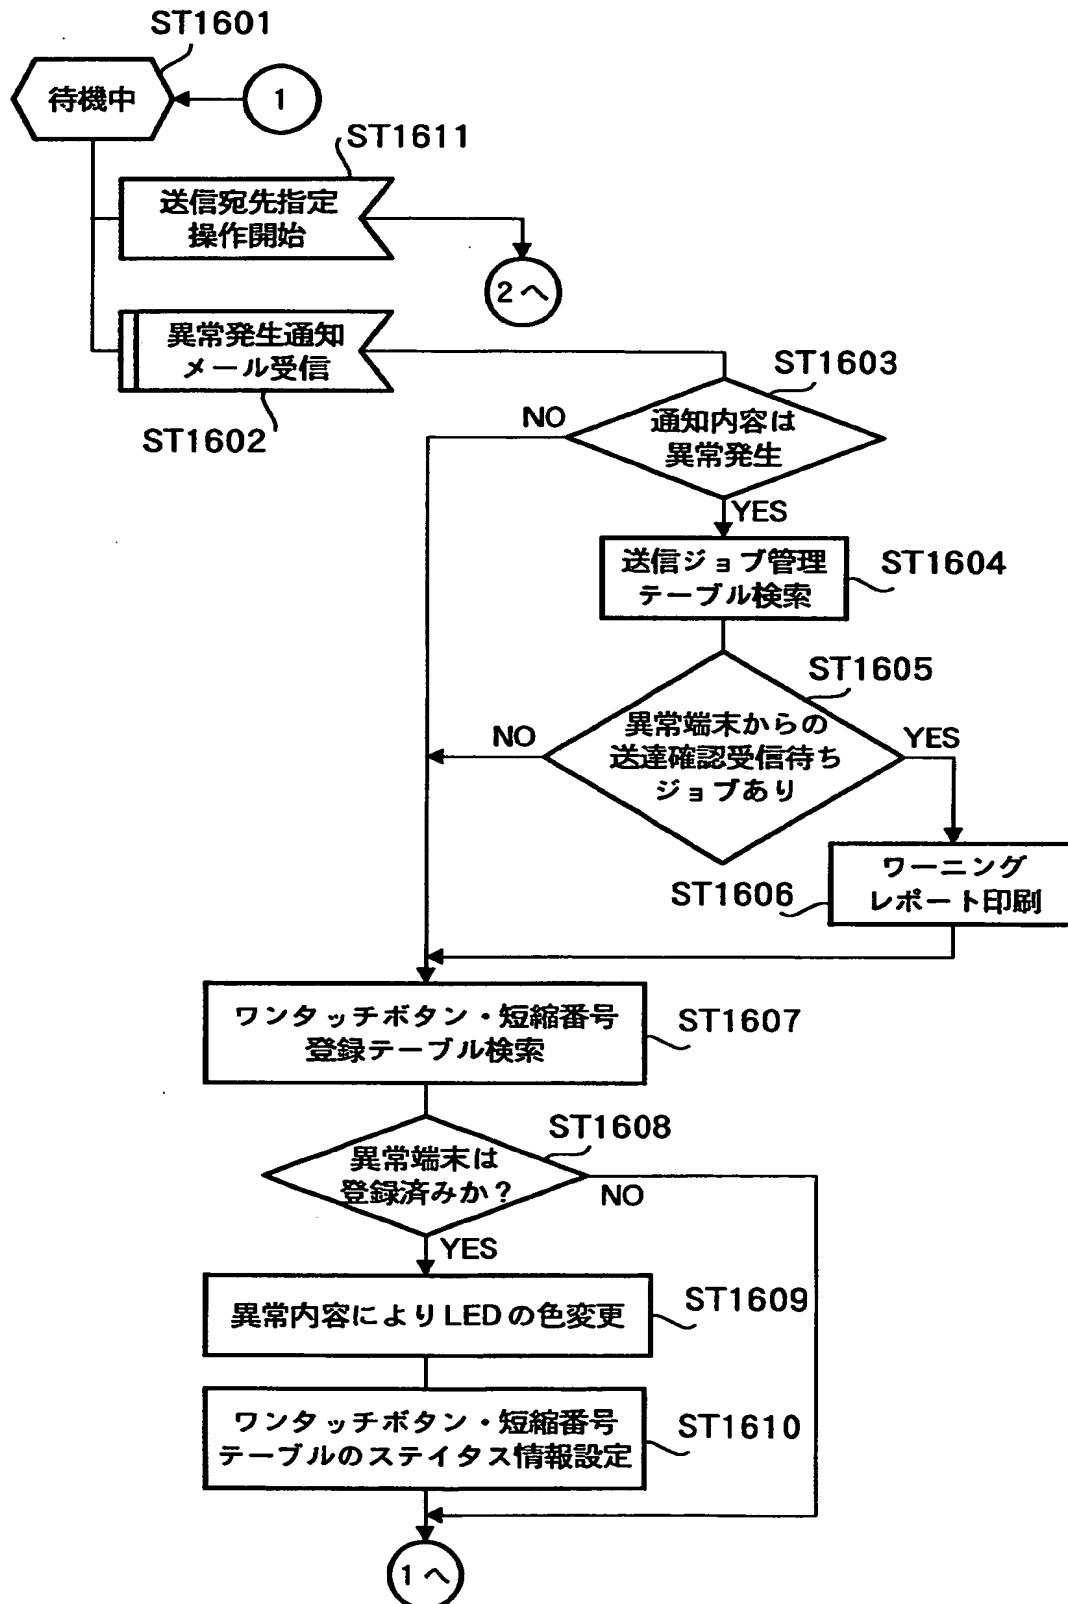 ST1601
待機中
1
ST1611
送信宛先指定
操作開始
2へ
異常発生通知
メール受信
ST1602
ST1603
通知内容は
異常発生
NO
YES
送信ジョブ管理
テーブル検索
ST1604
ST1605
異常端末からの
送達確認受信待ち
ジョブあり
NO
YES
ワーニング
レポート印刷
ST1606
ワンタッチボタン・短縮番号
登録テーブル検索
ST1607
ST1608
異常端末は
登録済みか？
NO
YES
異常内容によりLEDの色変更
ST1609
ワンタッチボタン・短縮番号
テーブルのステイタス情報設定
ST1610
1へ